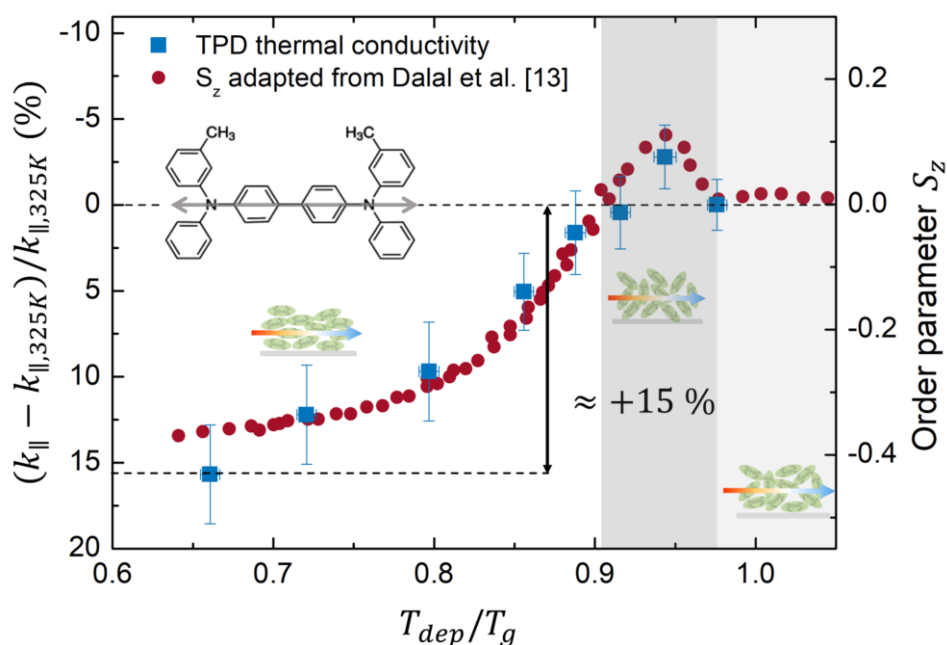 -10
-5
0
5
10
15
20
(k∥ − k∥,325K)/k∥,325K (%)
TPD thermal conductivity
S_z adapted from Dalal et al. [13]
CH₃
CH₃
N
N
≈ +15 %
0.2
0.0
-0.2
-0.4
Order parameter S_z
0.6
0.7
0.8
0.9
1.0
T_dep/T_g